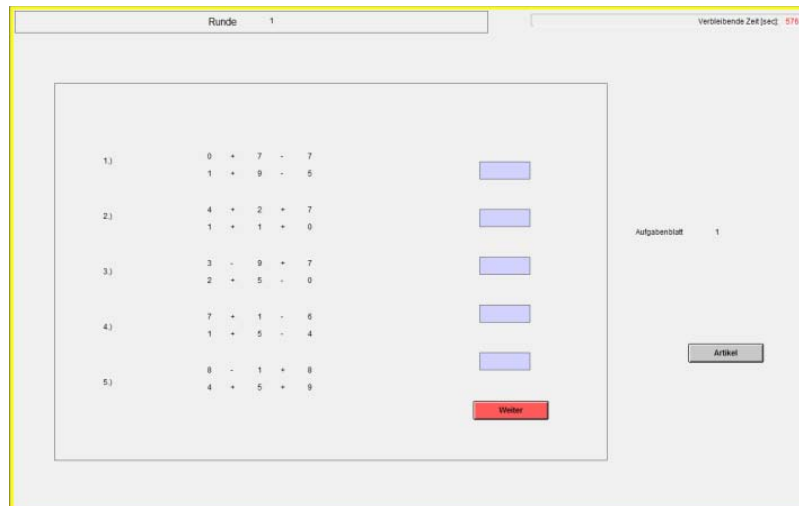 Runde 1
Verbleibende Zeit [sec]: 576
1.)
0 + 7 - 7
1 + 9 - 5
2.)
4 + 2 + 7
1 + 1 + 0
3.)
3 - 9 + 7
2 + 5 - 0
4.)
7 + 1 - 6
1 + 5 - 4
5.)
8 - 1 + 8
4 + 5 + 9
Aufgabenblatt 1
Artikel
Weiter